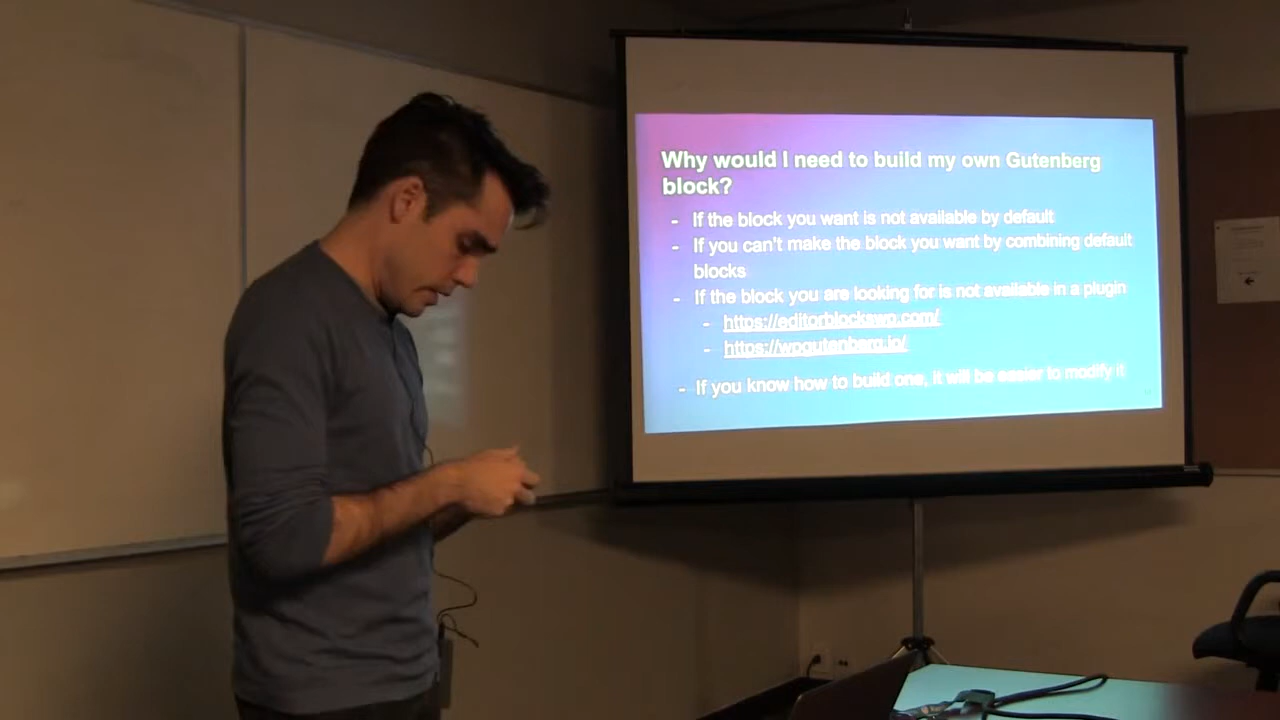 Why would I need to build my own Gutenberg
block?
- If the block you want is not available by default
- If you can't make the block you want by combining default
blocks
- If the block you are looking for is not available in a plugin
- https://editorblockswp.com/
- https://wpgutenberg.io/
- If you know how to build one, it will be easier to modify it